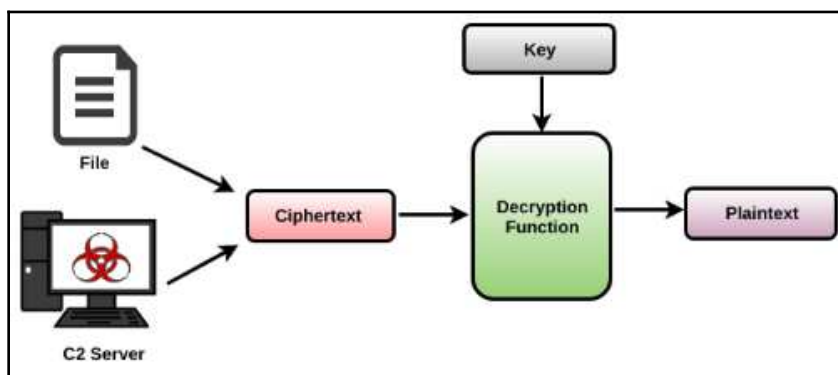 Key
File
Ciphertext
Decryption
Function
Plaintext
C2 Server